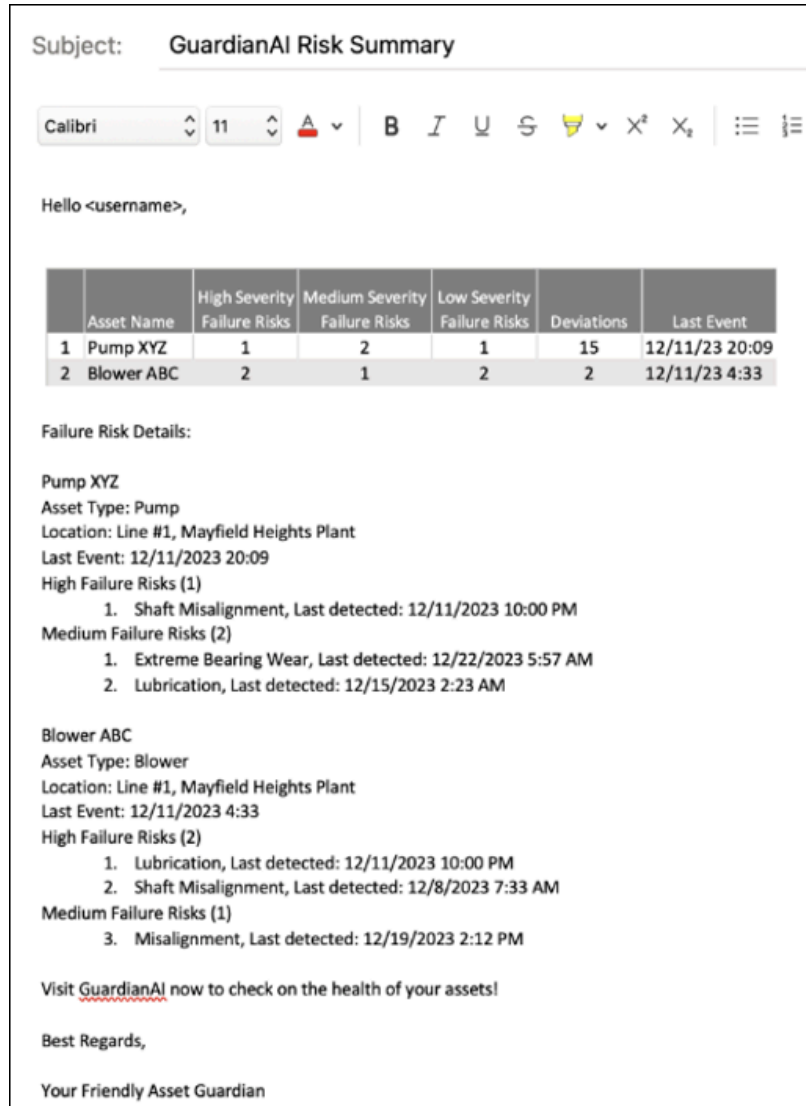 Subject: GuardianAI Risk Summary
Calibri 11 A B I U S X² X₂
Hello <username>,
Asset Name High Severity Failure Risks Medium Severity Failure Risks Low Severity Failure Risks Deviations Last Event
1 Pump XYZ 1 2 1 15 12/11/23 20:09
2 Blower ABC 2 1 2 2 12/11/23 4:33
Failure Risk Details:
Pump XYZ
Asset Type: Pump
Location: Line #1, Mayfield Heights Plant
Last Event: 12/11/2023 20:09
High Failure Risks (1)
1. Shaft Misalignment, Last detected: 12/11/2023 10:00 PM
Medium Failure Risks (2)
1. Extreme Bearing Wear, Last detected: 12/22/2023 5:57 AM
2. Lubrication, Last detected: 12/15/2023 2:23 AM
Blower ABC
Asset Type: Blower
Location: Line #1, Mayfield Heights Plant
Last Event: 12/11/2023 4:33
High Failure Risks (2)
1. Lubrication, Last detected: 12/11/2023 10:00 PM
2. Shaft Misalignment, Last detected: 12/8/2023 7:33 AM
Medium Failure Risks (1)
3. Misalignment, Last detected: 12/19/2023 2:12 PM
Visit GuardianAI now to check on the health of your assets!
Best Regards,
Your Friendly Asset Guardian